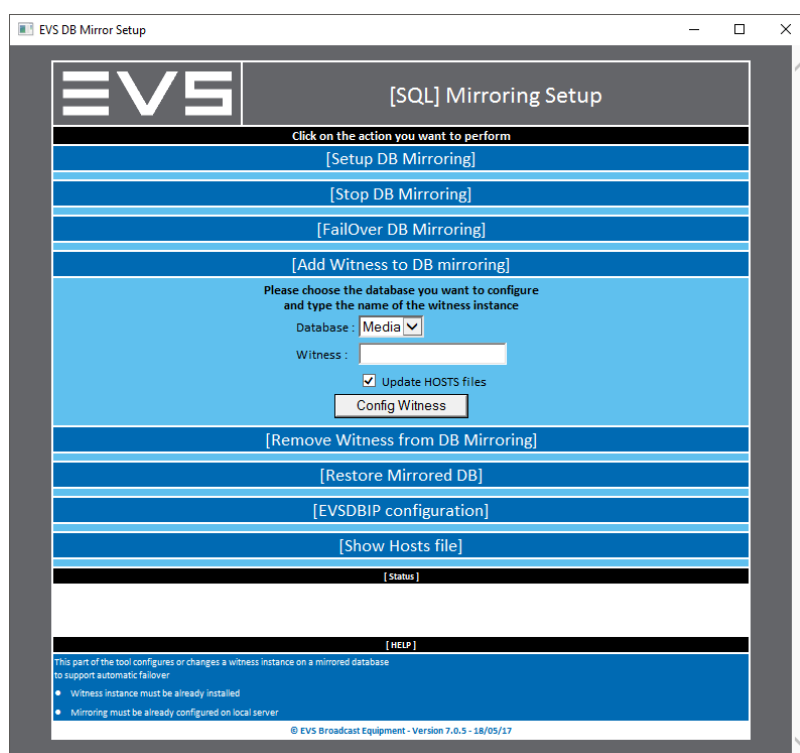 EVS DB Mirror Setup
EVS
[SQL] Mirroring Setup
Click on the action you want to perform
[Setup DB Mirroring]
[Stop DB Mirroring]
[FailOver DB Mirroring]
[Add Witness to DB mirroring]
Please choose the database you want to configure
and type the name of the witness instance
Database : Media
Witness :
Update HOSTS files
Config Witness
[Remove Witness from DB Mirroring]
[Restore Mirrored DB]
[EVSDBIP configuration]
[Show Hosts file]
[ Status ]
[ HELP ]
This part of the tool configures or changes a witness instance on a mirrored database
to support automatic failover
• Witness instance must be already installed
• Mirroring must be already configured on local server
© EVS Broadcast Equipment - Version 7.0.5 - 18/05/17